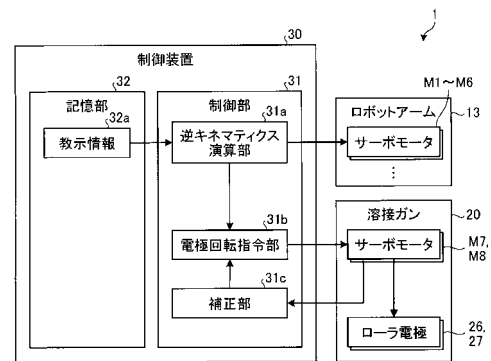 1
30
制御装置
32
記憶部
32a
教示情報
31
制御部
31a
逆キネマティクス
演算部
31b
電極回転指令部
31c
補正部
M1～M6
ロボットアーム
13
サーボモータ
⋮
溶接ガン
20
サーボモータ
M7,
M8
ローラ電極
26,
27